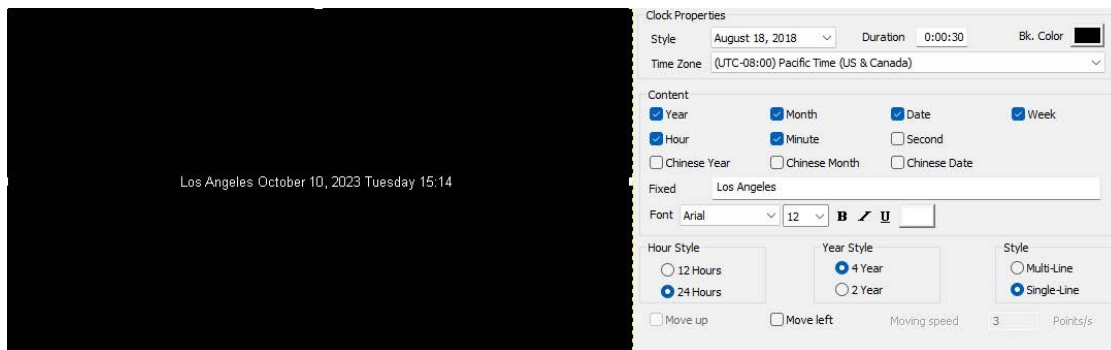 Los Angeles October 10, 2023 Tuesday 15:14
Clock Properties
Style August 18, 2018 Duration 0:00:30 Bk. Color
Time Zone (UTC-08:00) Pacific Time (US & Canada)
Content
Year Month Date Week
Hour Minute Second
Chinese Year Chinese Month Chinese Date
Fixed Los Angeles
Font Arial 12 B I U
Hour Style Year Style Style
12 Hours 4 Year Multi-Line
24 Hours 2 Year Single-Line
Move up Move left Moving speed 3 Points/s